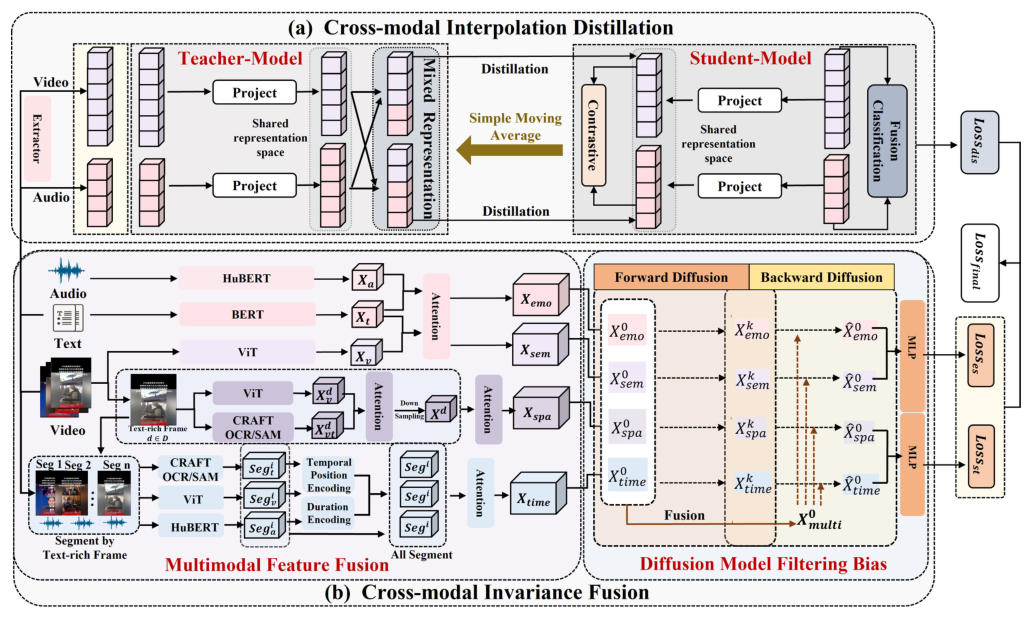 (a) Cross-modal Interpolation Distillation
Teacher-Model
Student-Model
Video
Extractor
Audio
Project
Shared
representation
space
Project
Mixed Representation
Distillation
Simple Moving
Average
Distillation
Contrastive
Project
Shared
representation
space
Project
Fusion
Classification
Loss_dis
Loss_final
Loss_es
Loss_st
Audio
Text
Video
HuBERT
BERT
ViT
X_a
X_t
X_v
Attention
X_emo
X_sem
Text-rich Frame
d ∈ D
ViT
CRAFT
OCR/SAM
X_v^d
X_vt^d
Attention
Down
Sampling
X^d
Attention
X_spa
Seg 1 Seg 2 Seg n
Segment by
Text-rich Frame
CRAFT
OCR/SAM
ViT
HuBERT
Seg_t^i
Seg_v^i
Seg_a^i
Temporal
Position
Encoding
Duration
Encoding
Seg^i
Seg^i
Seg^i
All Segment
Attention
X_time
Multimodal Feature Fusion
Forward Diffusion
Backward Diffusion
X_emo^0
X_emo^k
X̂_emo^0
X_sem^0
X_sem^k
X̂_sem^0
X_spa^0
X_spa^k
X̂_spa^0
X_time^0
X_time^k
X̂_time^0
Fusion
X_multi^0
MLP
MLP
Diffusion Model Filtering Bias
(b) Cross-modal Invariance Fusion